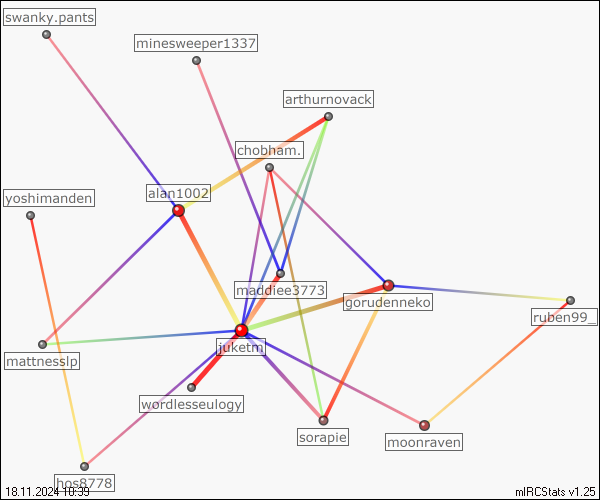 swanky.pants
minesweeper1337
arthurnovack
chobham.
alan1002
yoshimanden
maddiee3773
gorudenneko
ruben99_
juketm
mattnesslp
wordlesseulogy
sorapie
moonraven
hos8778
18.11.2024 10:39
mIRCStats v1.25